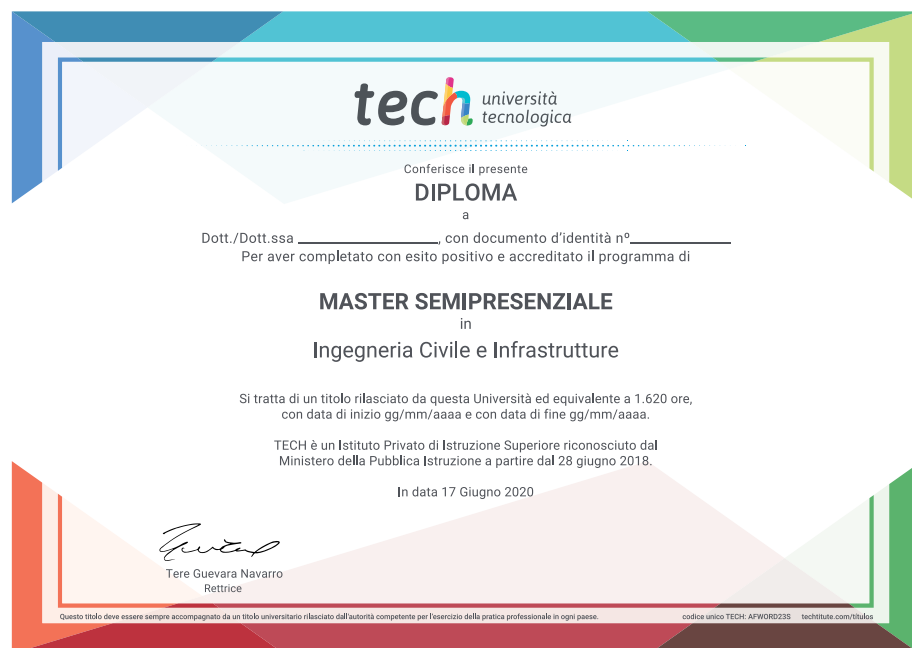 tech università
tecnologica
Conferisce il presente
DIPLOMA
a
Dott./Dott.ssa _________________, con documento d'identità nº____________
Per aver completato con esito positivo e accreditato il programma di
MASTER SEMIPRESENZIALE
in
Ingegneria Civile e Infrastrutture
Si tratta di un titolo rilasciato da questa Università ed equivalente a 1.620 ore,
con data di inizio gg/mm/aaaa e con data di fine gg/mm/aaaa.
TECH è un Istituto Privato di Istruzione Superiore riconosciuto dal
Ministero della Pubblica Istruzione a partire dal 28 giugno 2018.
In data 17 Giugno 2020
Tere Guevara Navarro
Rettrice
Questo titolo deve essere sempre accompagnato da un titolo universitario rilasciato dall'autorità competente per l'esercizio della pratica professionale in ogni paese. codice unico TECH: AFWORD23S techtitute.com/titulos